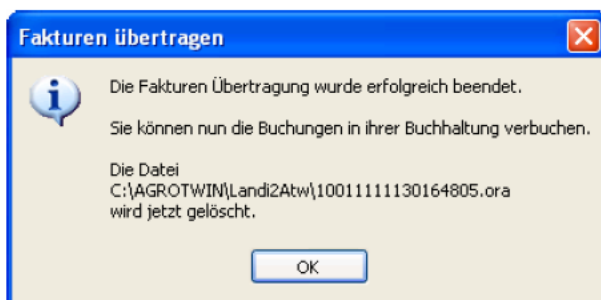 Fakturen übertragen
Die Fakturen Übertragung wurde erfolgreich beendet.
Sie können nun die Buchungen in ihrer Buchhaltung verbuchen.
Die Datei
C:\AGROTWIN\Landi2Atw\10011111130164805.ora
wird jetzt gelöscht.
OK